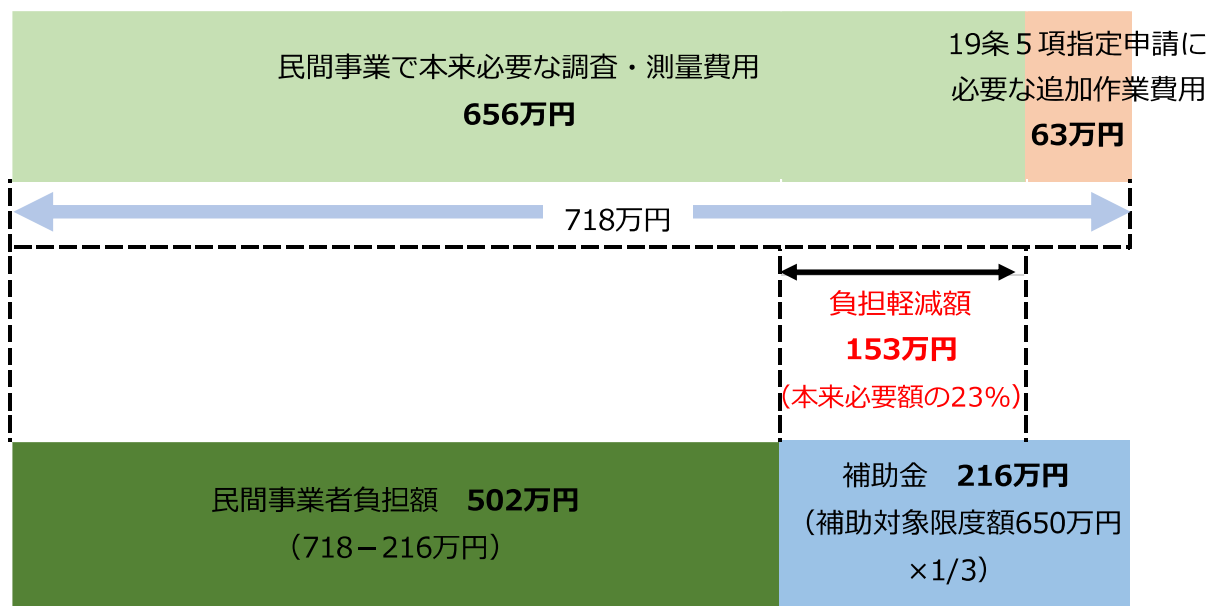 民間事業で本来必要な調査・測量費用
656万円
19条５項指定申請に
必要な追加作業費用
63万円
718万円
負担軽減額
153万円
（本来必要額の23%）
民間事業者負担額　502万円
（718－216万円）
補助金　216万円
（補助対象限度額650万円
×1/3）